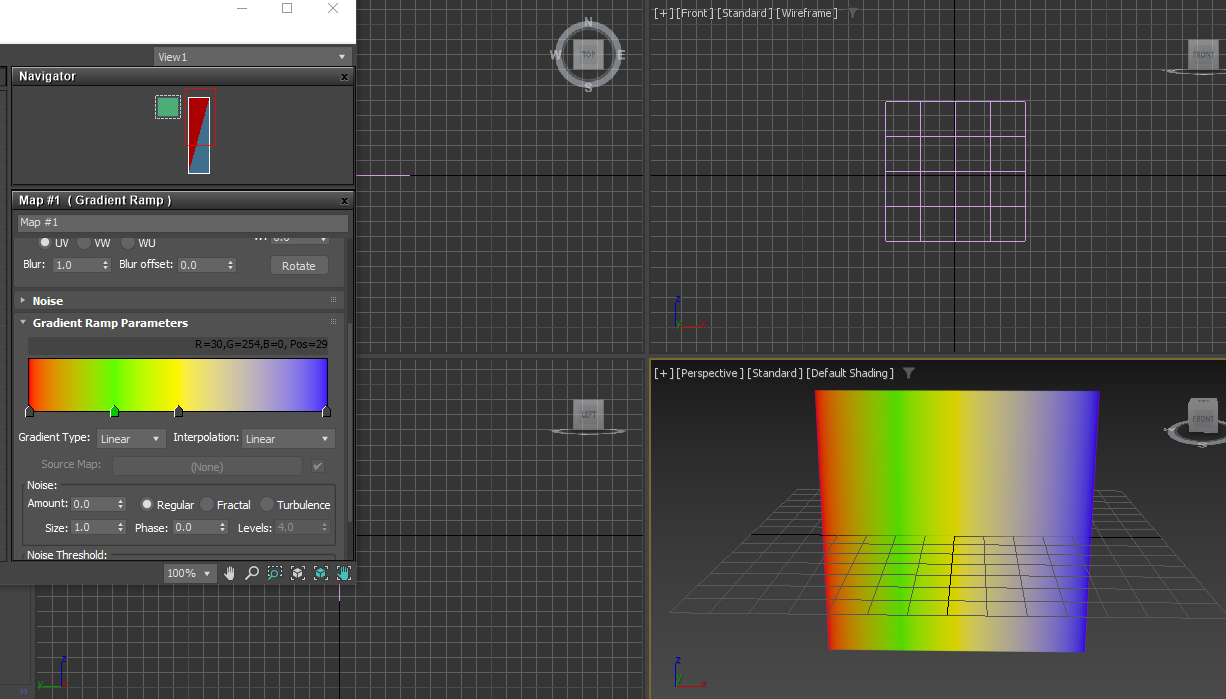 View1
Navigator
x
Map #1 ( Gradient Ramp )
x
Map #1
UV VW WU
Blur: 1.0 Blur offset: 0.0 Rotate
Noise
Gradient Ramp Parameters
R=30,G=254,B=0, Pos=29
Gradient Type: Linear Interpolation: Linear
Source Map: (None)
Noise:
Amount: 0.0 Regular Fractal Turbulence
Size: 1.0 Phase: 0.0 Levels: 4.0
Noise Threshold:
100%
N
W TOP E
S
[+] [Front] [Standard] [Wireframe]
FRONT
z
y x
LEFT
z
y
[+] [Perspective] [Standard] [Default Shading]
FRONT
S
z
y x